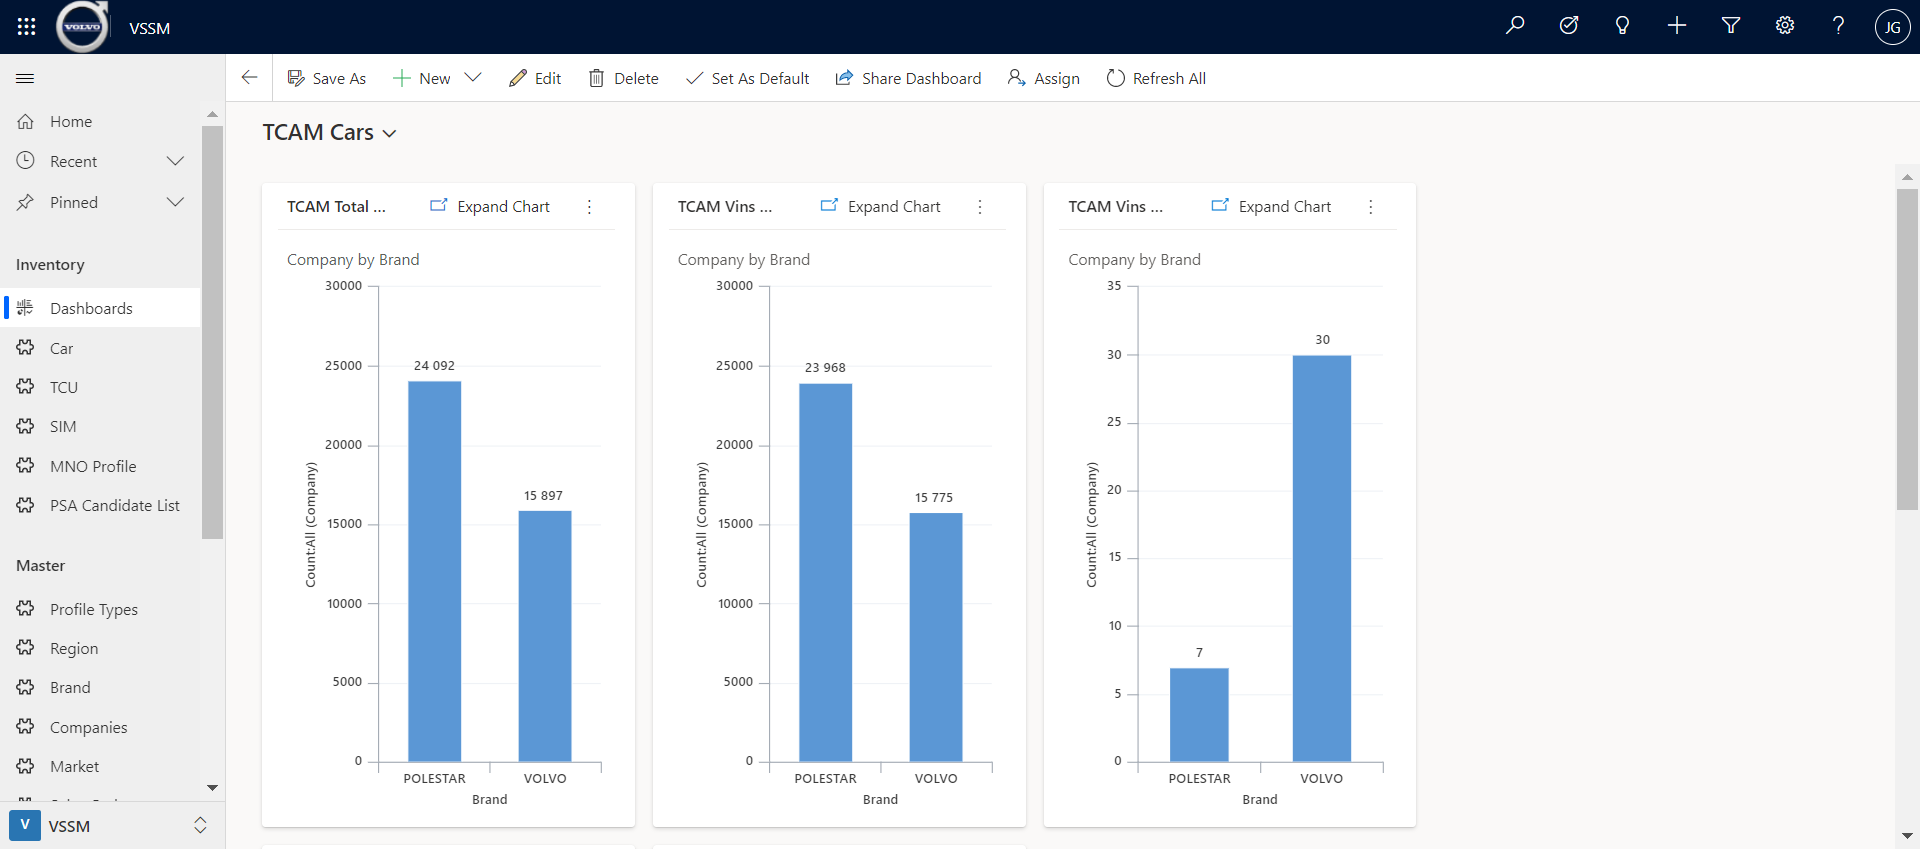 VOLVO
VSSM
JG
Save As
New
Edit
Delete
Set As Default
Share Dashboard
Assign
Refresh All
Home
Recent
Pinned
Inventory
Dashboards
Car
TCU
SIM
MNO Profile
PSA Candidate List
Master
Profile Types
Region
Brand
Companies
Market
V
VSSM
TCAM Cars
TCAM Total ...
Expand Chart
Company by Brand
30000
25000
20000
15000
10000
5000
0
Count:All (Company)
24 092
15 897
POLESTAR
VOLVO
Brand
TCAM Vins ...
Expand Chart
Company by Brand
30000
25000
20000
15000
10000
5000
0
Count:All (Company)
23 968
15 775
POLESTAR
VOLVO
Brand
TCAM Vins ...
Expand Chart
Company by Brand
35
30
25
20
15
10
5
0
Count:All (Company)
7
30
POLESTAR
VOLVO
Brand